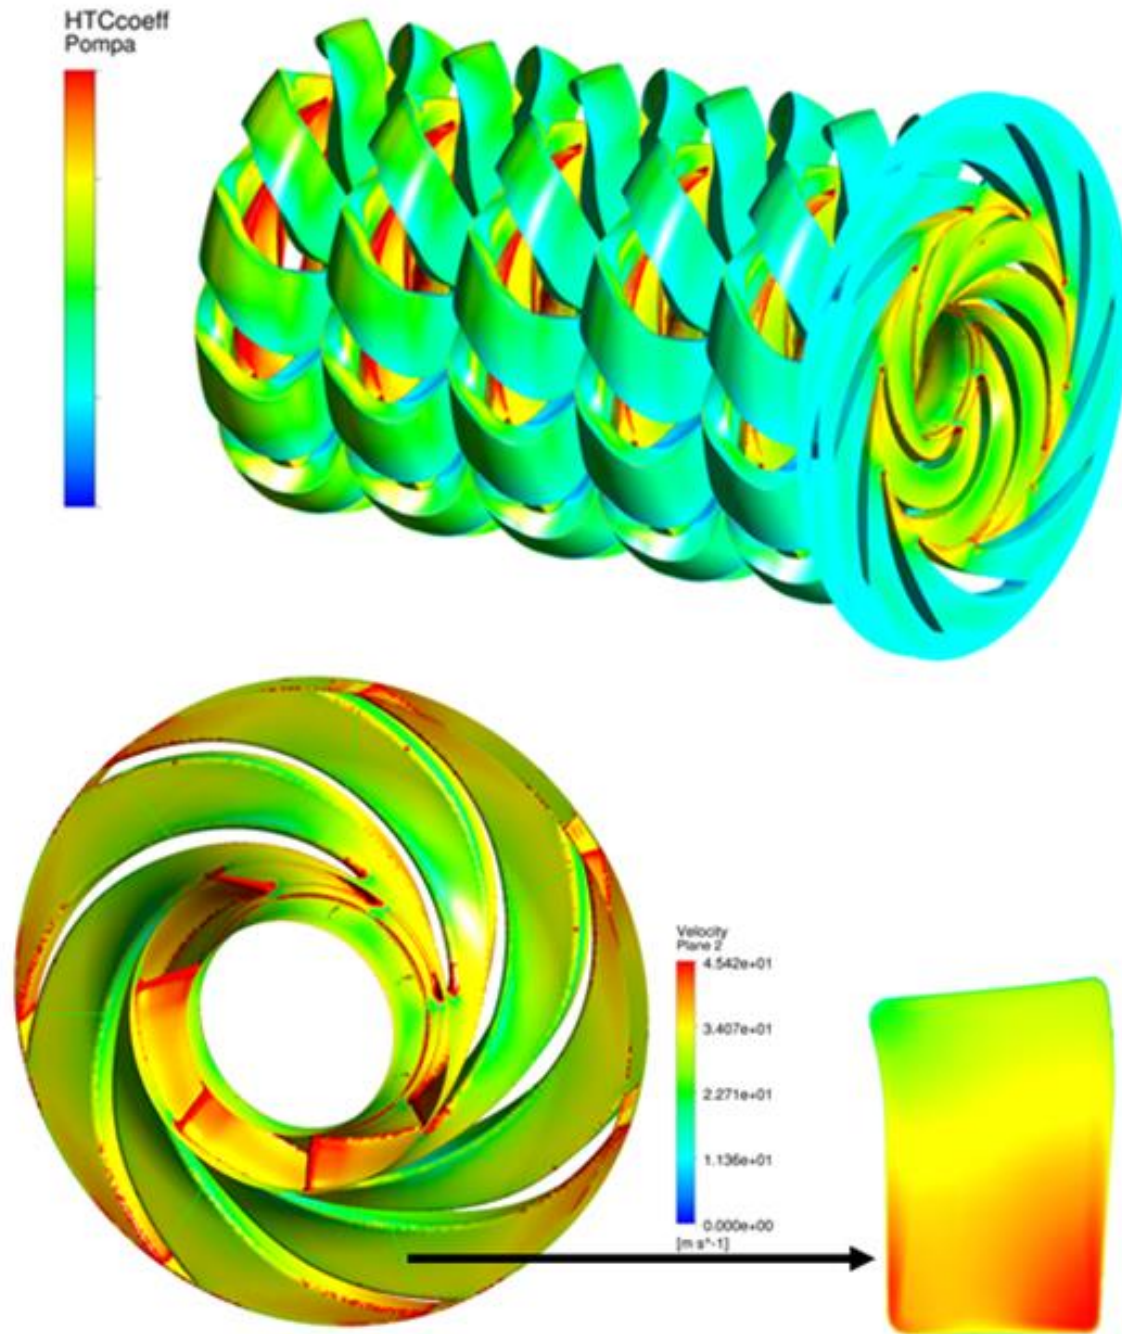 HTCcoeff
Pompa
Velocity
Plane 2
4.542e+01
3.407e+01
2.271e+01
1.136e+01
0.000e+00
[m s^-1]